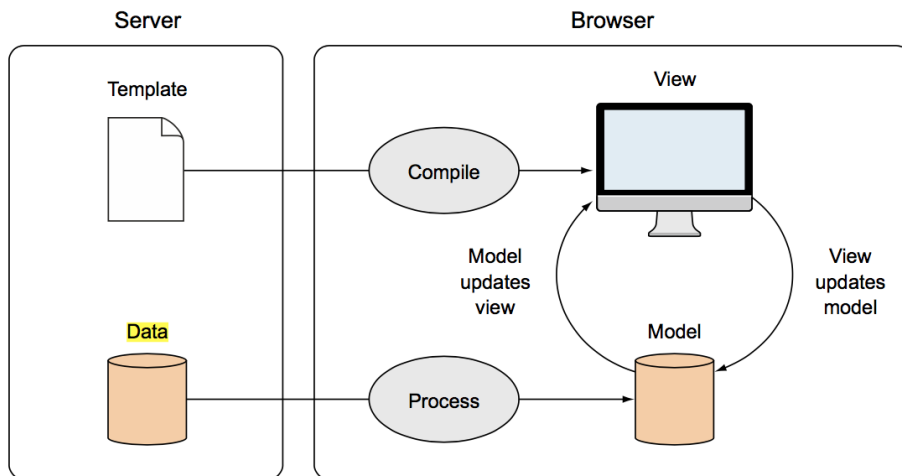 Server
Browser
Template
View
Compile
Model
updates
view
View
updates
model
Data
Model
Process